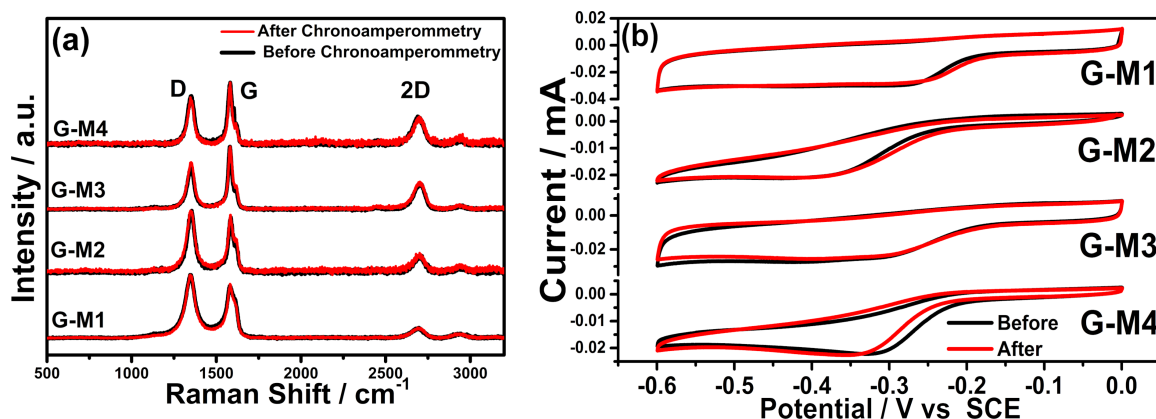 (a)
After Chronoamperommetry
Before Chronoamperommetry
D
G
2D
G-M4
G-M3
G-M2
G-M1
Intensity / a.u.
500
1000
1500
2000
2500
3000
Raman Shift / cm-1
(b)
0.02
0.00
-0.02
-0.04
G-M1
0.00
-0.01
-0.02
G-M2
0.00
-0.02
G-M3
0.00
-0.01
-0.02
G-M4
Before
After
Current / mA
-0.6
-0.5
-0.4
-0.3
-0.2
-0.1
0.0
Potential / V vs SCE